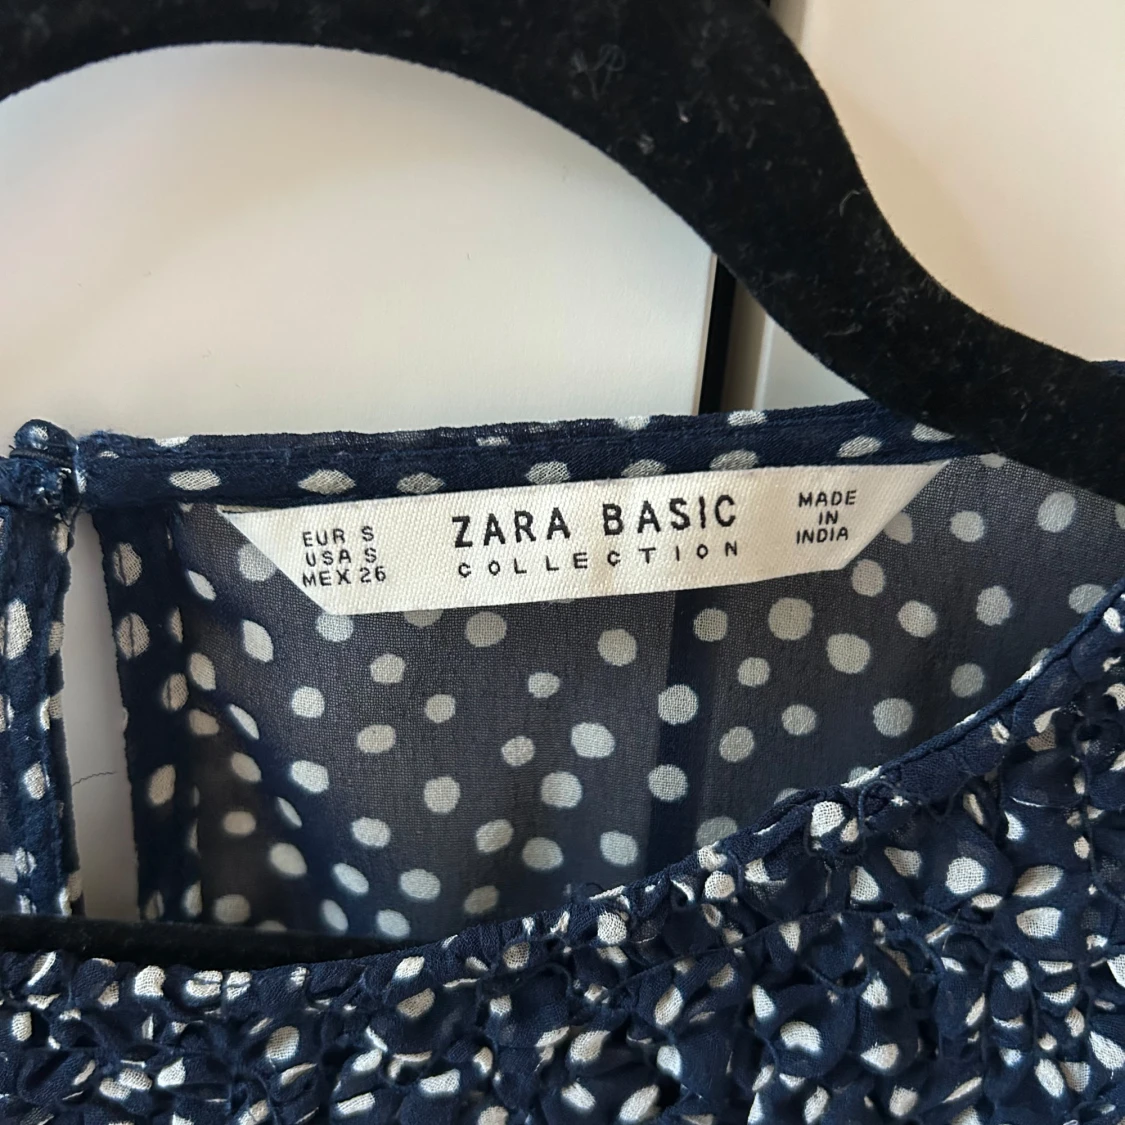 EUR S
USA S
MEX 26
ZARA BASIC
COLLECTION
MADE
IN
INDIA